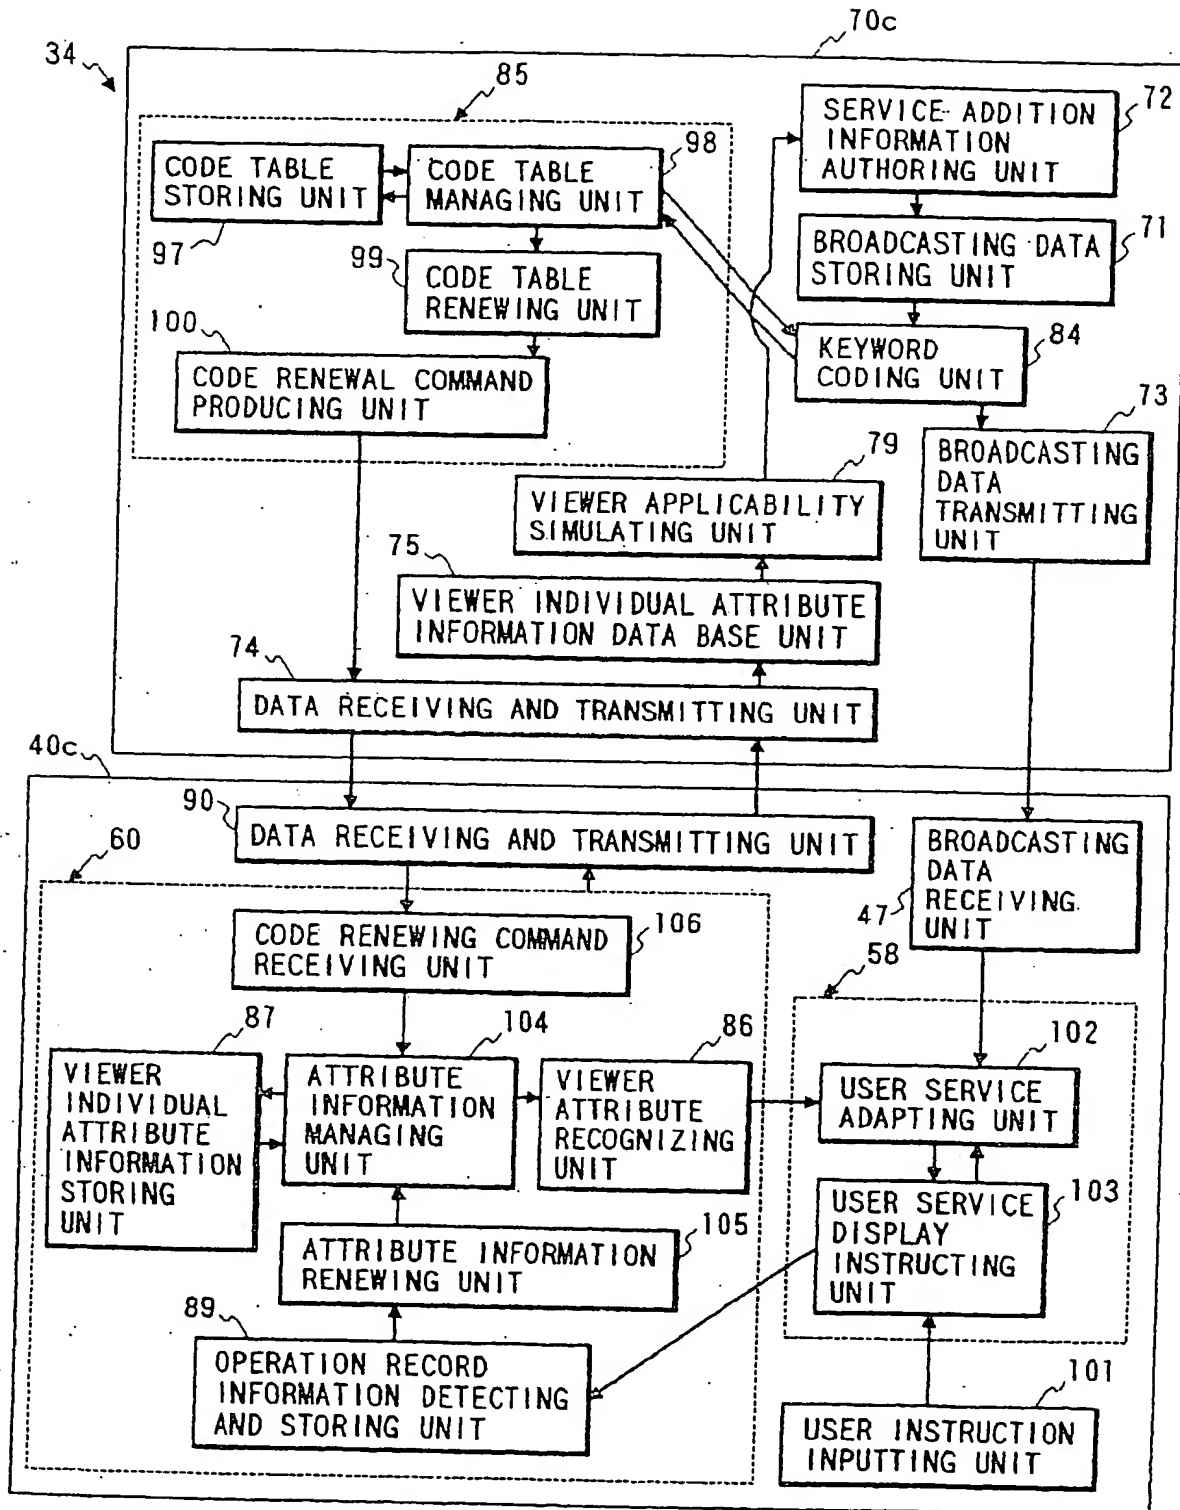 70c
34
85
98
72
SERVICE-ADDITION
INFORMATION
AUTHORING UNIT
CODE TABLE
STORING UNIT
CODE TABLE
MANAGING UNIT
97
99
71
BROADCASTING DATA
STORING UNIT
CODE TABLE
RENEWING UNIT
100
84
KEYWORD
CODING UNIT
CODE RENEWAL COMMAND
PRODUCING UNIT
73
BROADCASTING
DATA
TRANSMITTING
UNIT
79
VIEWER APPLICABILITY
SIMULATING UNIT
75
VIEWER INDIVIDUAL ATTRIBUTE
INFORMATION DATA BASE UNIT
74
DATA RECEIVING AND TRANSMITTING UNIT
40c
90
DATA RECEIVING AND TRANSMITTING UNIT
60
BROADCASTING
DATA
RECEIVING
UNIT
47
106
CODE RENEWING COMMAND
RECEIVING UNIT
58
87
104
86
102
VIEWER
INDIVIDUAL
ATTRIBUTE
INFORMATION
STORING
UNIT
ATTRIBUTE
INFORMATION
MANAGING
UNIT
VIEWER
ATTRIBUTE
RECOGNIZING
UNIT
USER SERVICE
ADAPTING UNIT
103
USER SERVICE
DISPLAY
INSTRUCTING
UNIT
105
ATTRIBUTE INFORMATION
RENEWING UNIT
89
OPERATION RECORD
INFORMATION DETECTING
AND STORING UNIT
101
USER INSTRUCTION
INPUTTING UNIT